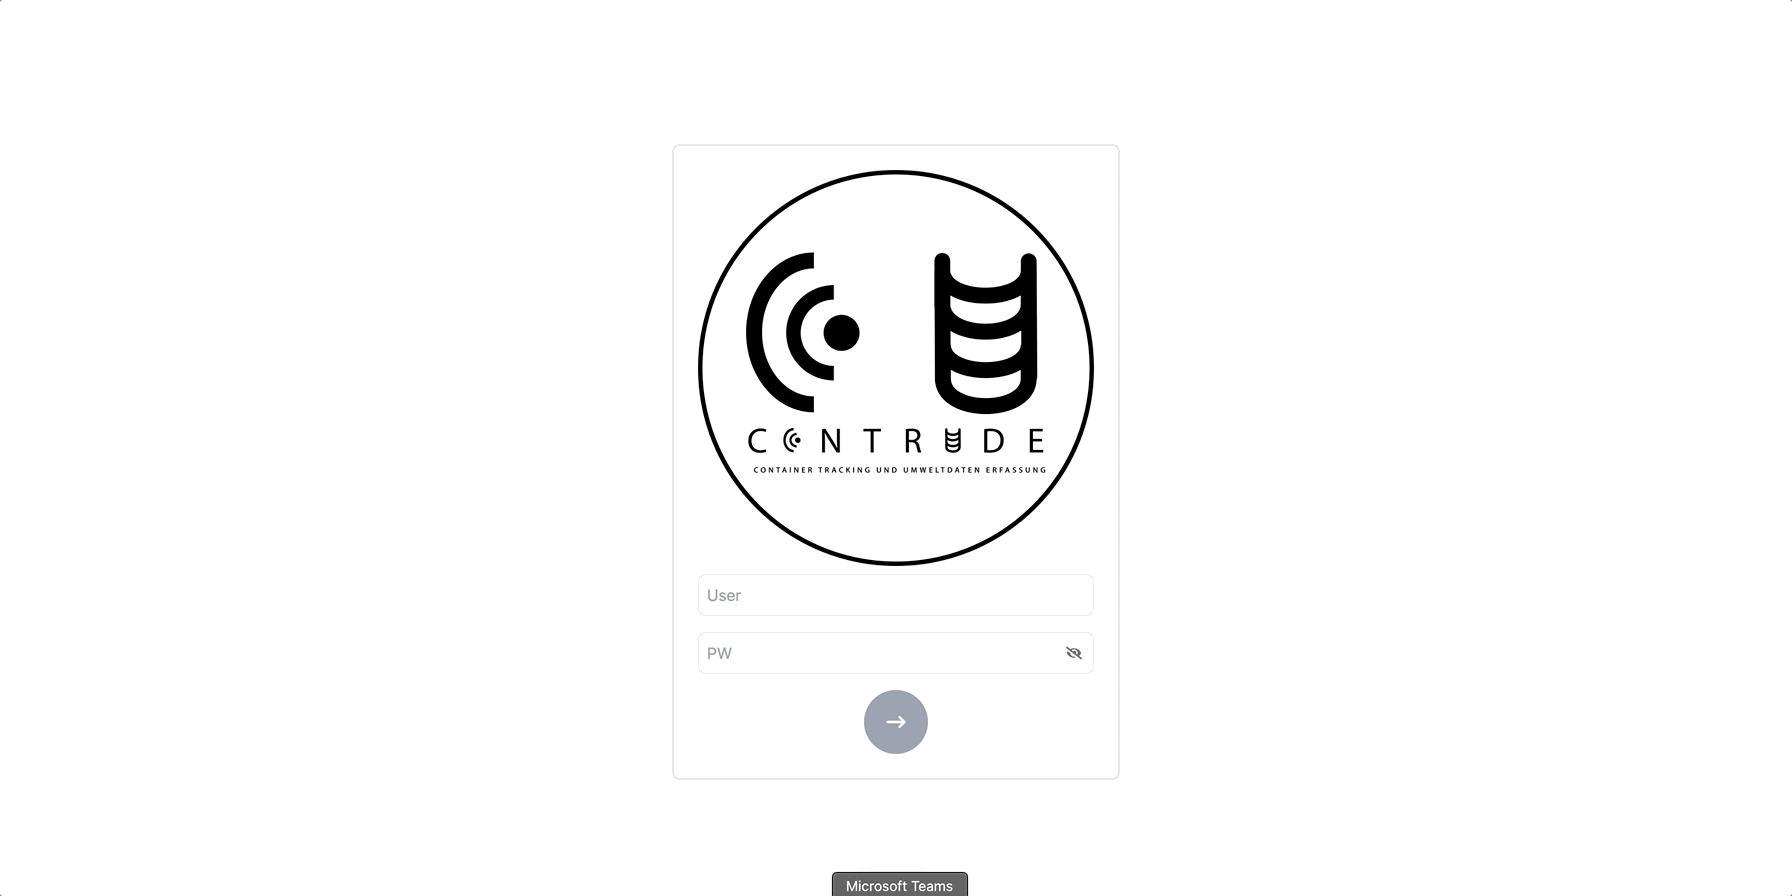 CONTRUDE
CONTAINER TRACKING UND UMWELTDATEN ERFASSUNG
User
PW
Microsoft Teams